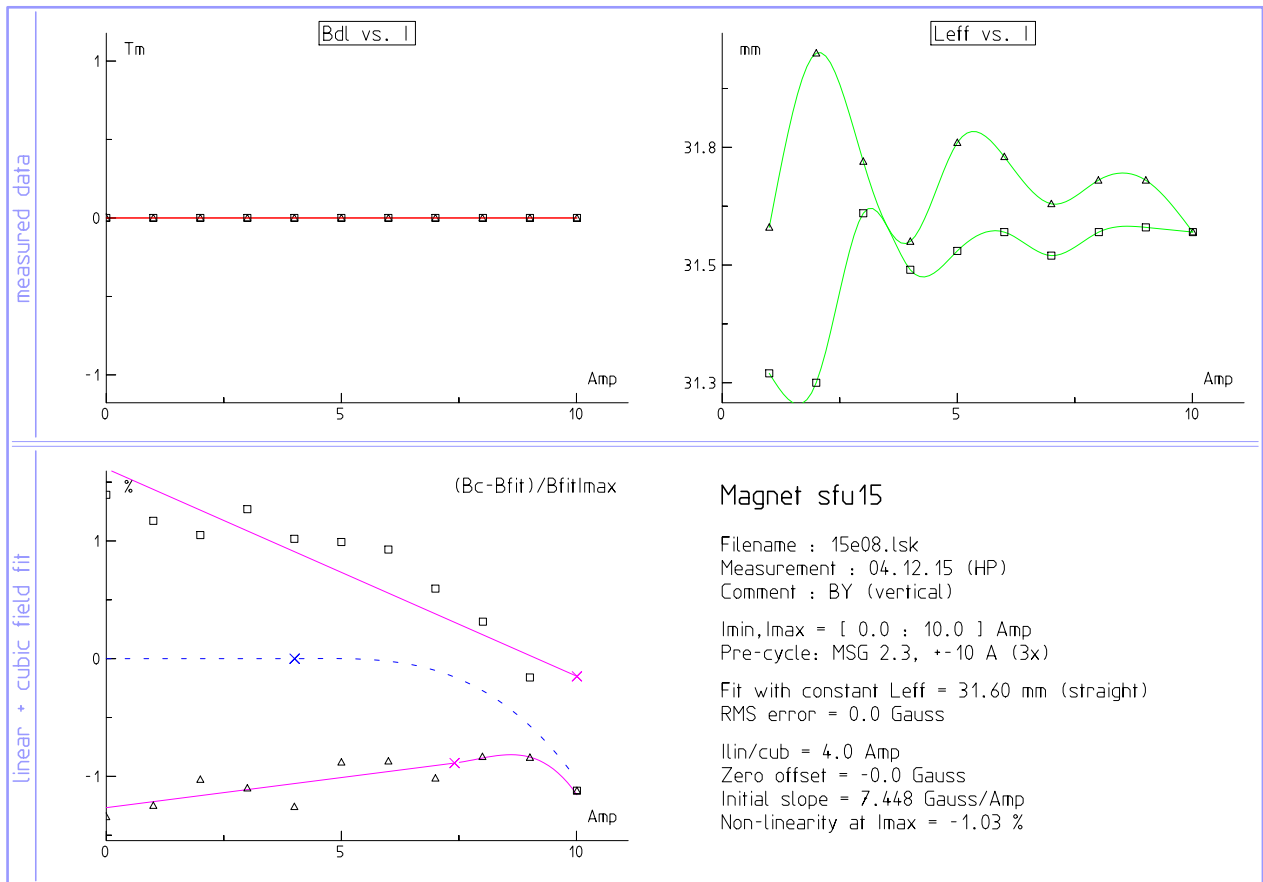 measured data
Bdl vs. I
Tm
1
0
-1
Amp
0
5
10
Leff vs. I
mm
31.8
31.5
31.3
Amp
0
5
10
linear + cubic field fit
(Bc-Bfit)/BfitImax
%
1
0
-1
Amp
0
5
10
Magnet sfu15
Filename : 15e08.lsk
Measurement : 04.12.15 (HP)
Comment : BY (vertical)
Imin,Imax = [ 0.0 : 10.0 ] Amp
Pre-cycle: MSG 2.3, +-10 A (3x)
Fit with constant Leff = 31.60 mm (straight)
RMS error = 0.0 Gauss
Ilin/cub = 4.0 Amp
Zero offset = -0.0 Gauss
Initial slope = 7.448 Gauss/Amp
Non-linearity at Imax = -1.03 %